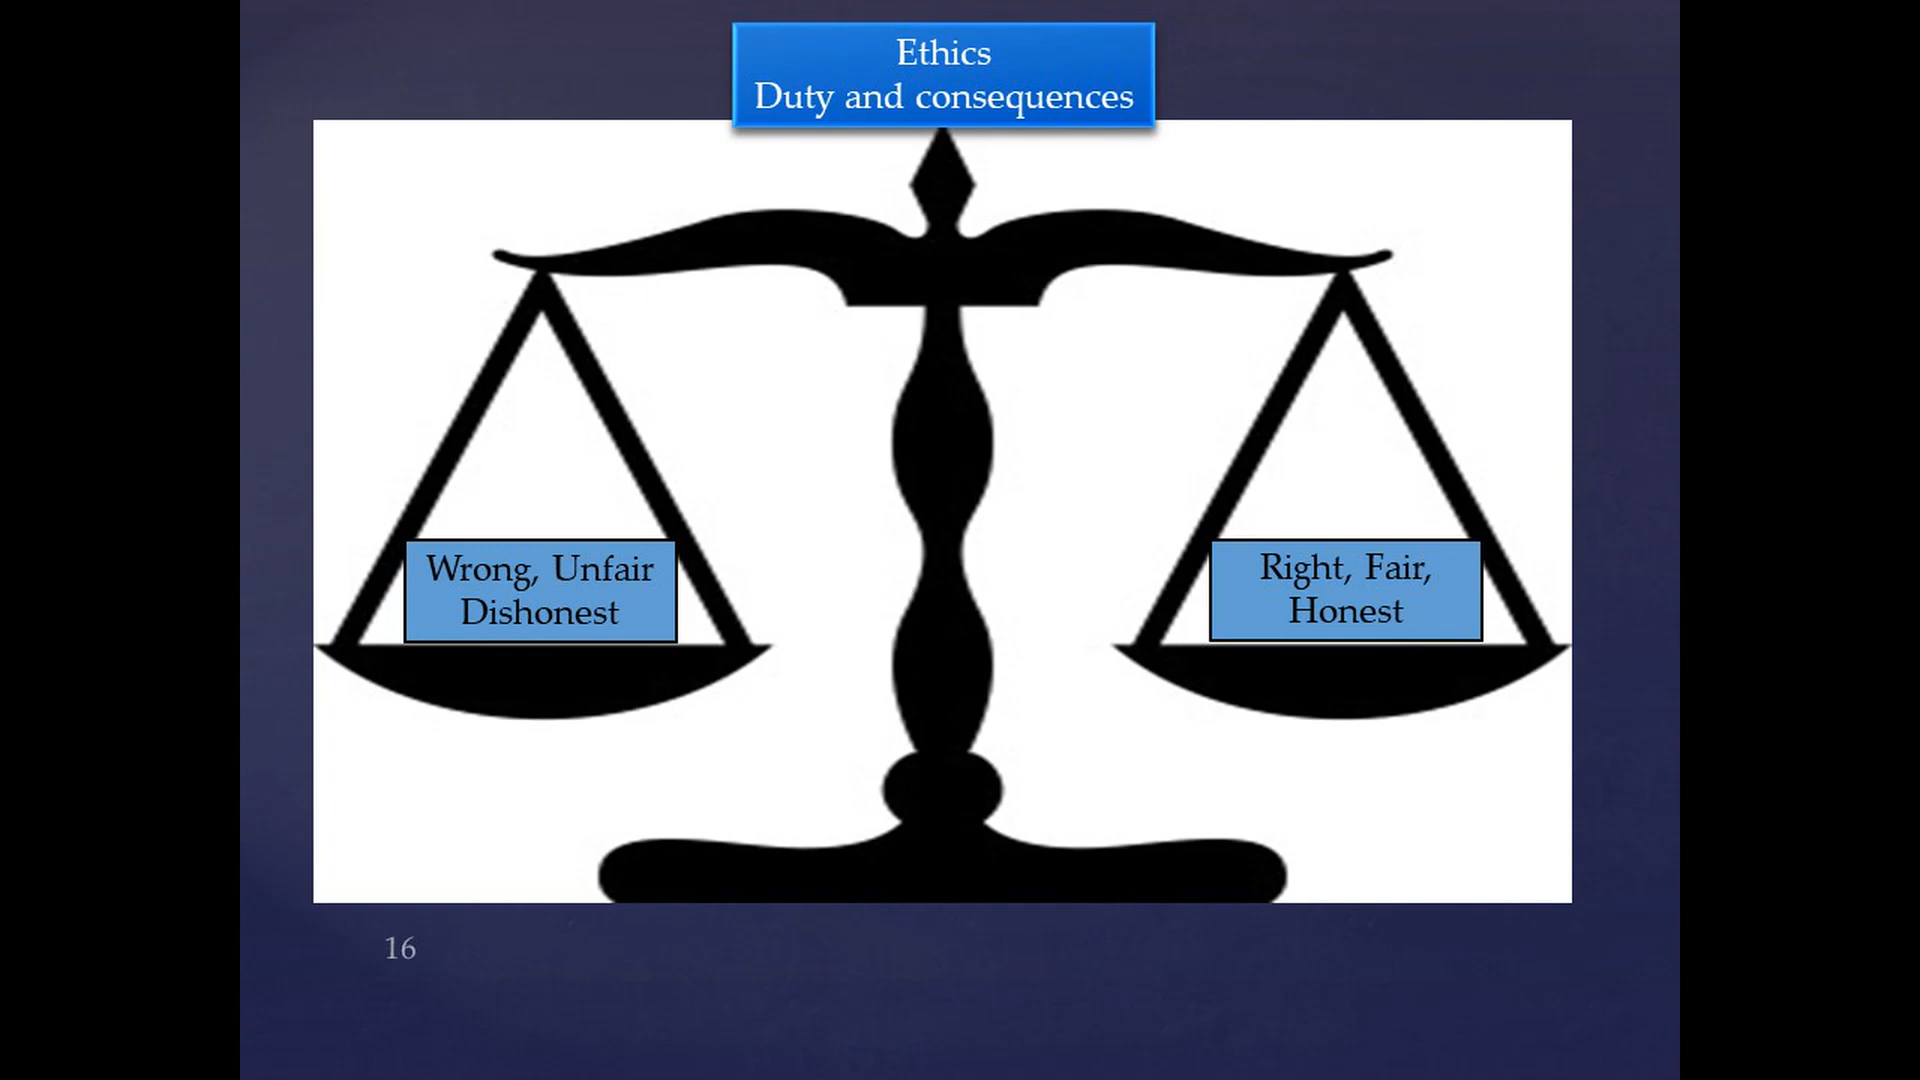 Ethics
Duty and consequences
Wrong, Unfair
Dishonest
Right, Fair,
Honest
16